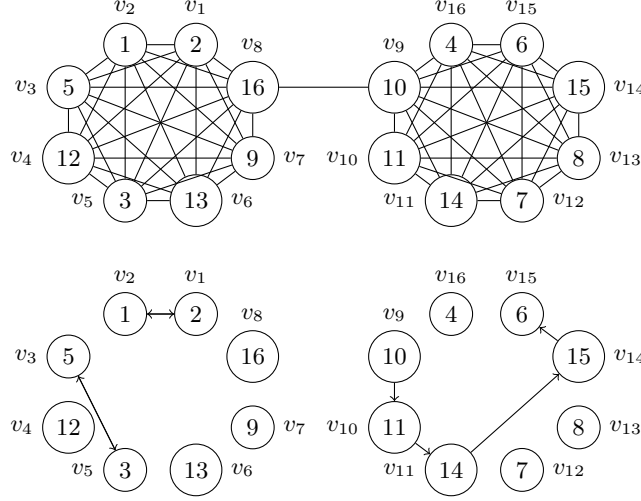 v₂ v₁ v₁₆ v₁₅
1 2 v₈ v₉ 4 6
v₃ 5 16 10 15 v₁₄
v₄ 12 9 v₇ v₁₀ 11 8 v₁₃
v₅ 3 13 v₆ v₁₁ 14 7 v₁₂
v₂ v₁ v₁₆ v₁₅
1 2 v₈ v₉ 4 6
v₃ 5 16 10 15 v₁₄
v₄ 12 9 v₇ v₁₀ 11 8 v₁₃
v₅ 3 13 v₆ v₁₁ 14 7 v₁₂